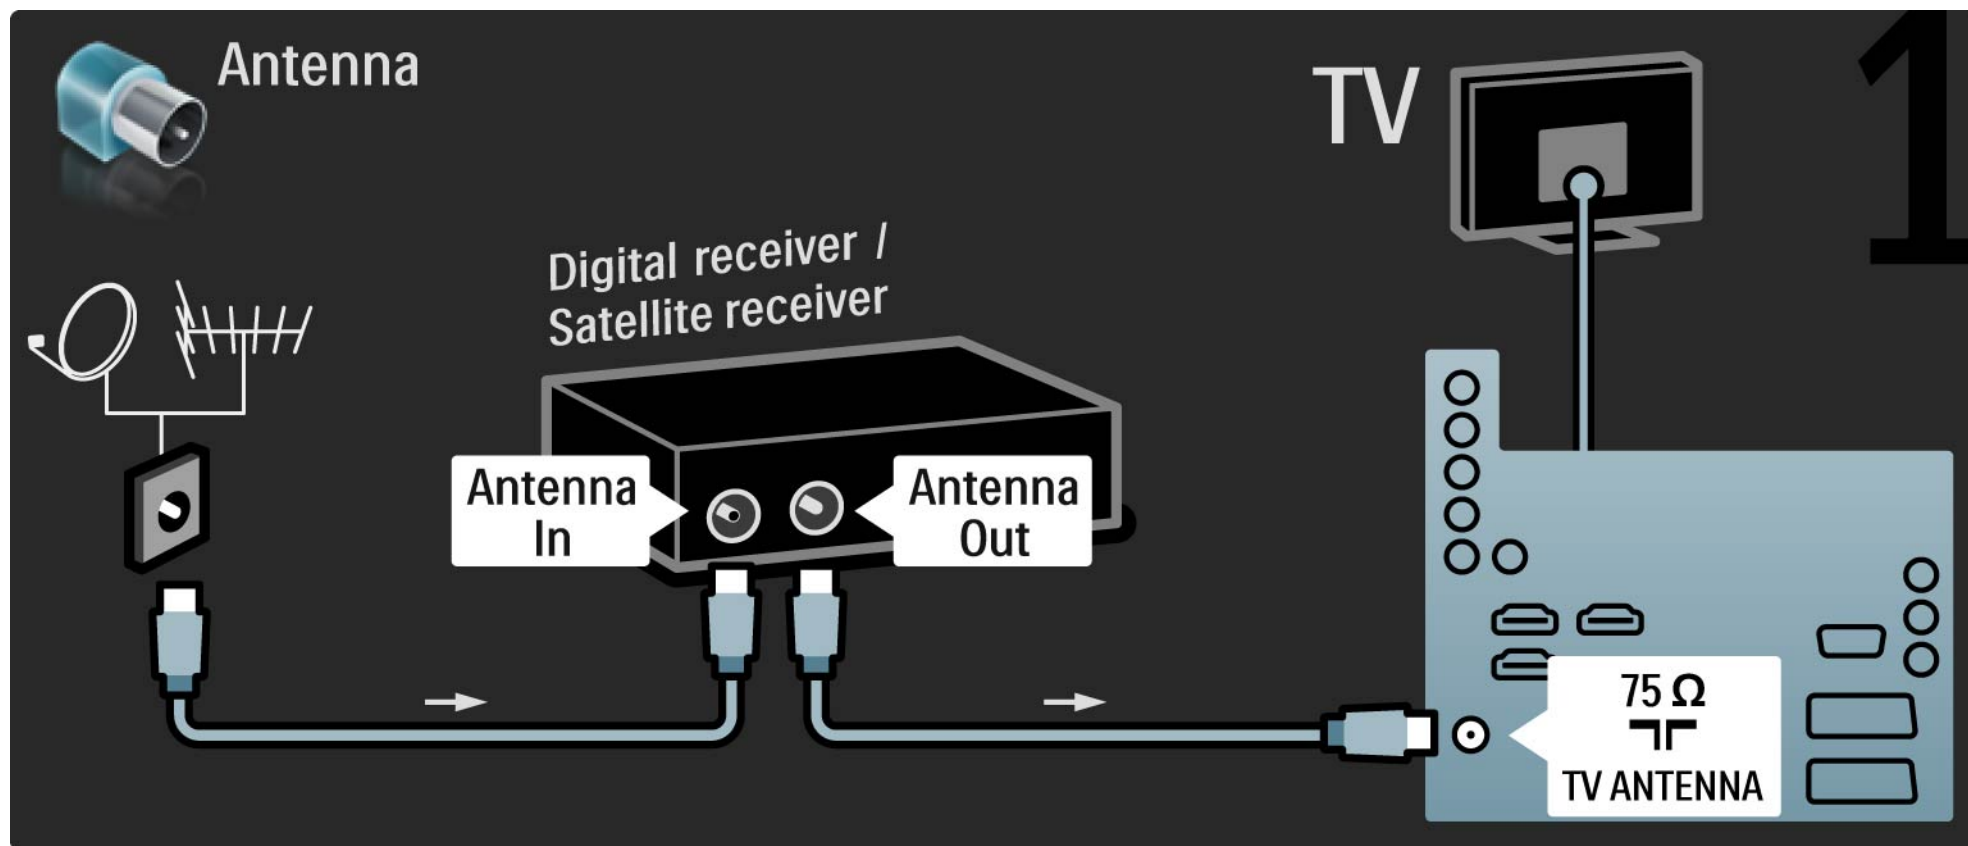 Antenna
TV
1
Digital receiver /
Satellite receiver
Antenna
In
Antenna
Out
75 Ω
TV ANTENNA